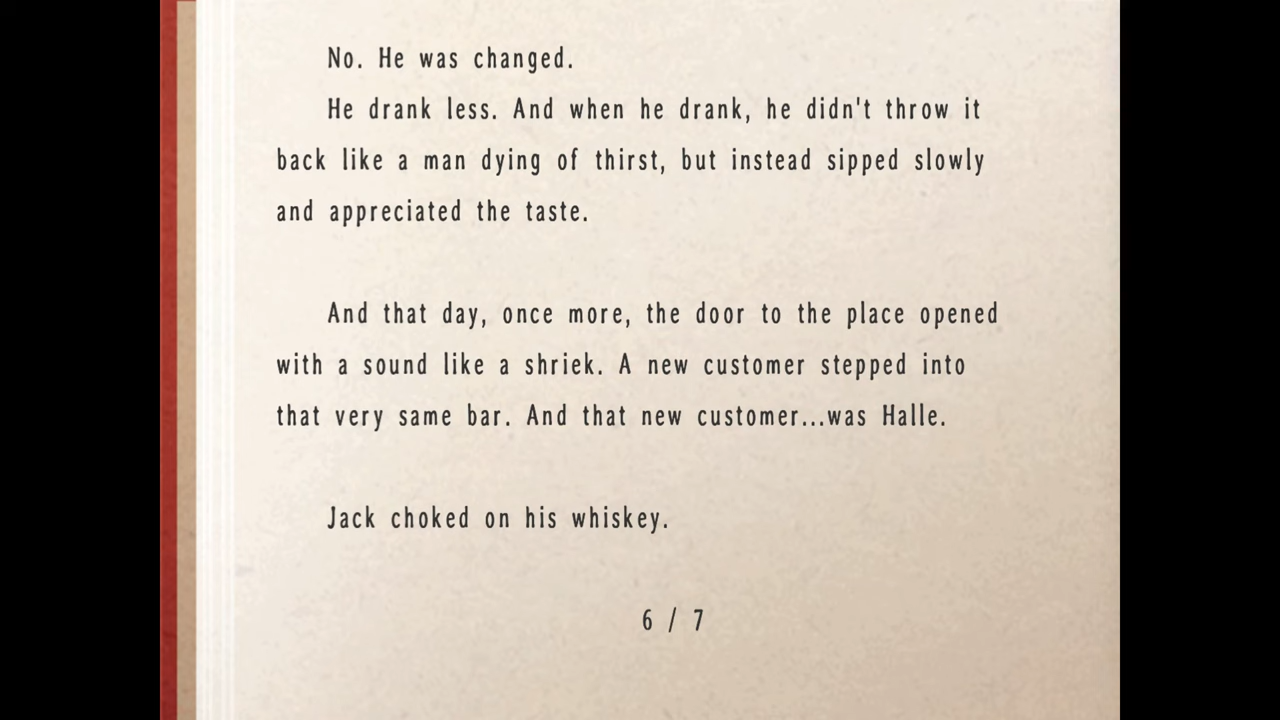 No. He was changed.
He drank less. And when he drank, he didn't throw it
back like a man dying of thirst, but instead sipped slowly
and appreciated the taste.
And that day, once more, the door to the place opened
with a sound like a shriek. A new customer stepped into
that very same bar. And that new customer...was Halle.
Jack choked on his whiskey.
6 / 7